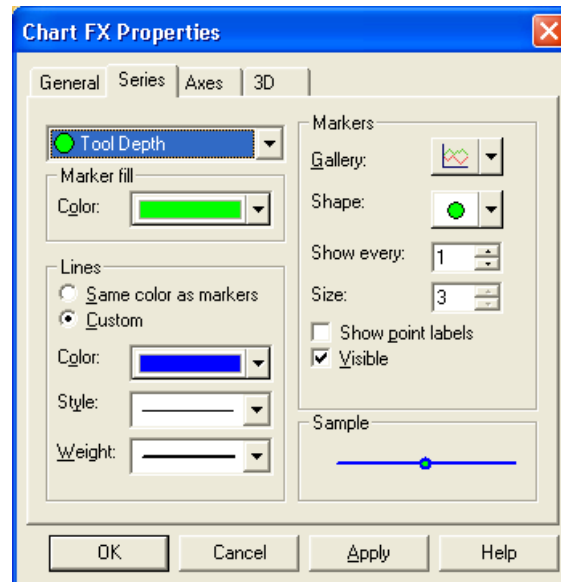 Chart FX Properties
General Series Axes 3D
Tool Depth
Marker fill
Color:
Lines
Same color as markers
Custom
Color:
Style:
Weight:
Markers
Gallery:
Shape:
Show every: 1
Size: 3
Show point labels
Visible
Sample
OK Cancel Apply Help